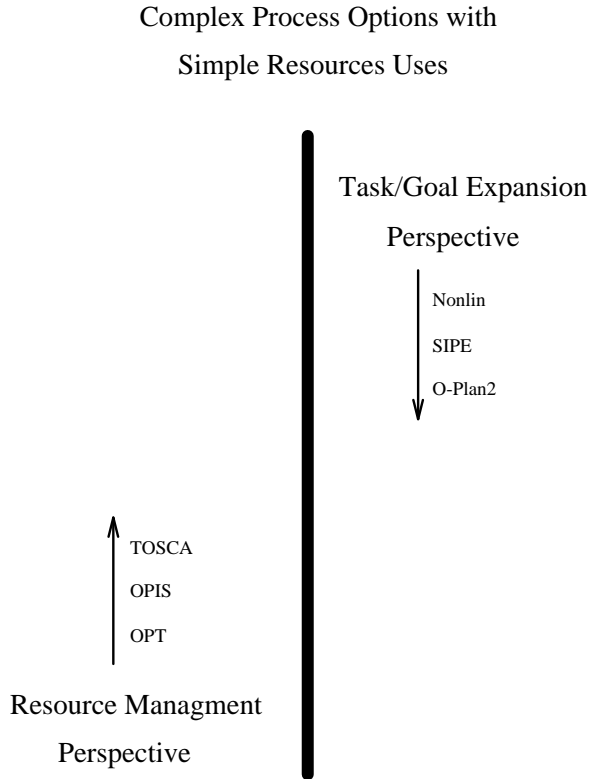 Complex Process Options with
Simple Resources Uses
Task/Goal Expansion
Perspective
Nonlin
SIPE
O-Plan2
TOSCA
OPIS
OPT
Resource Managment
Perspective